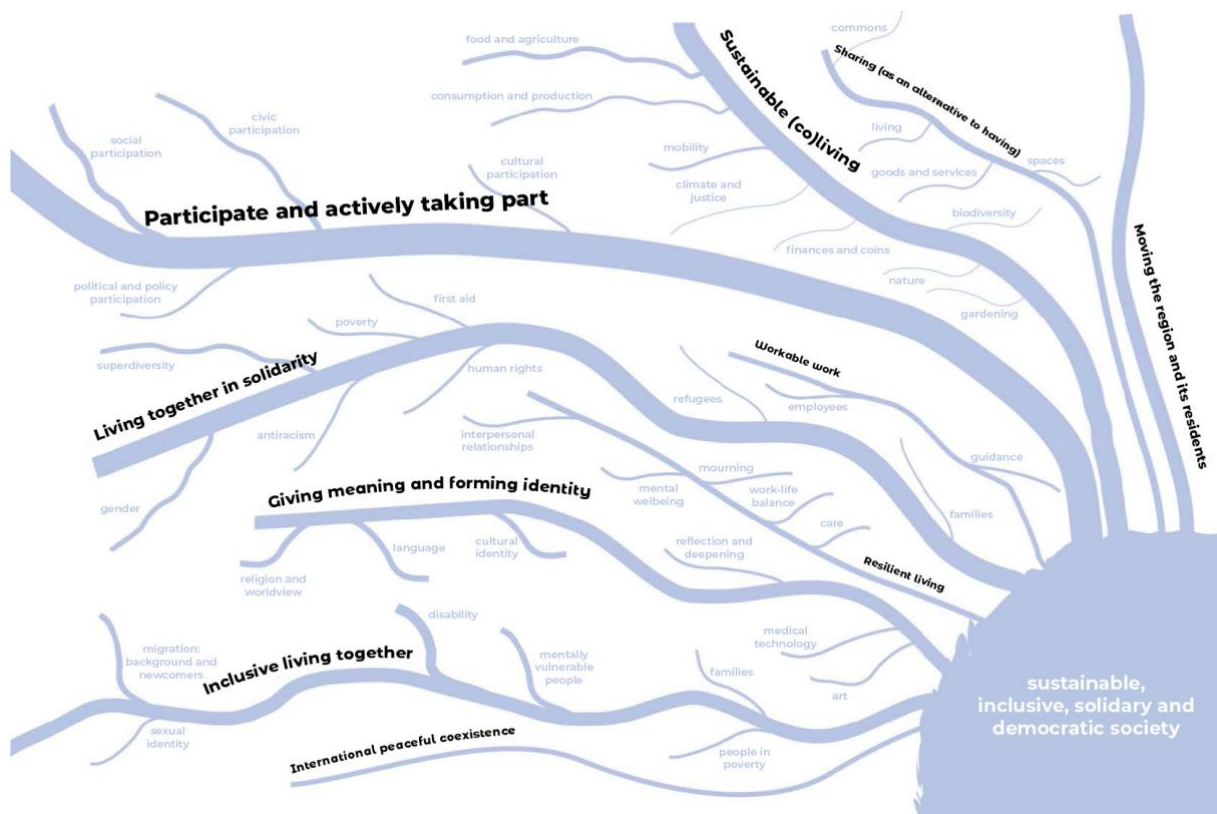 commons
food and agriculture
Sustainable (co)living
Sharing (as an alternative to having)
consumption and production
civic
participation
social
participation
living
mobility
cultural
participation
goods and services
spaces
climate and
justice
Participate and actively taking part
biodiversity
finances and coins
Moving the region and its residents
nature
political and policy
participation
first aid
gardening
poverty
Workable work
superdiversity
human rights
Living together in solidarity
refugees
employees
antiracism
interpersonal
relationships
guidance
mourning
mental
welbeing
work-life
balance
Giving meaning and forming identity
gender
families
care
language
cultural
identity
reflection and
deepening
Resilient living
religion and
worldview
disability
medical
technology
migration:
background and
newcomers
Inclusive living together
mentally
vulnerable
people
families
art
sustainable,
inclusive, solidary and
democratic society
sexual
identity
International peaceful coexistence
people in
poverty